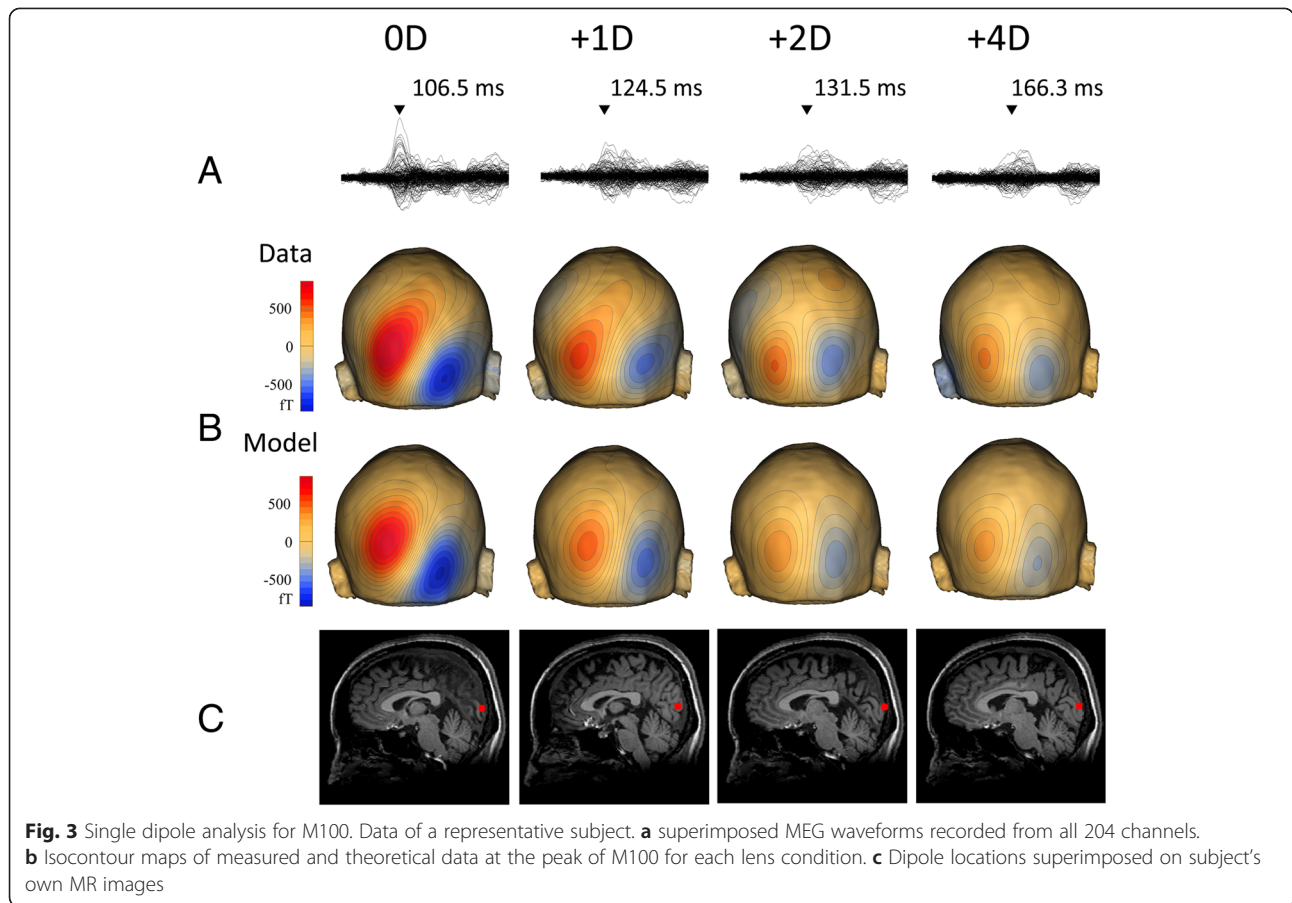 0D +1D +2D +4D
106.5 ms 124.5 ms 131.5 ms 166.3 ms
A
Data
500
0
-500
fT
B
Model
500
0
-500
fT
C
Fig. 3 Single dipole analysis for M100. Data of a representative subject. a superimposed MEG waveforms recorded from all 204 channels.
b Isocontour maps of measured and theoretical data at the peak of M100 for each lens condition. c Dipole locations superimposed on subject's
own MR images